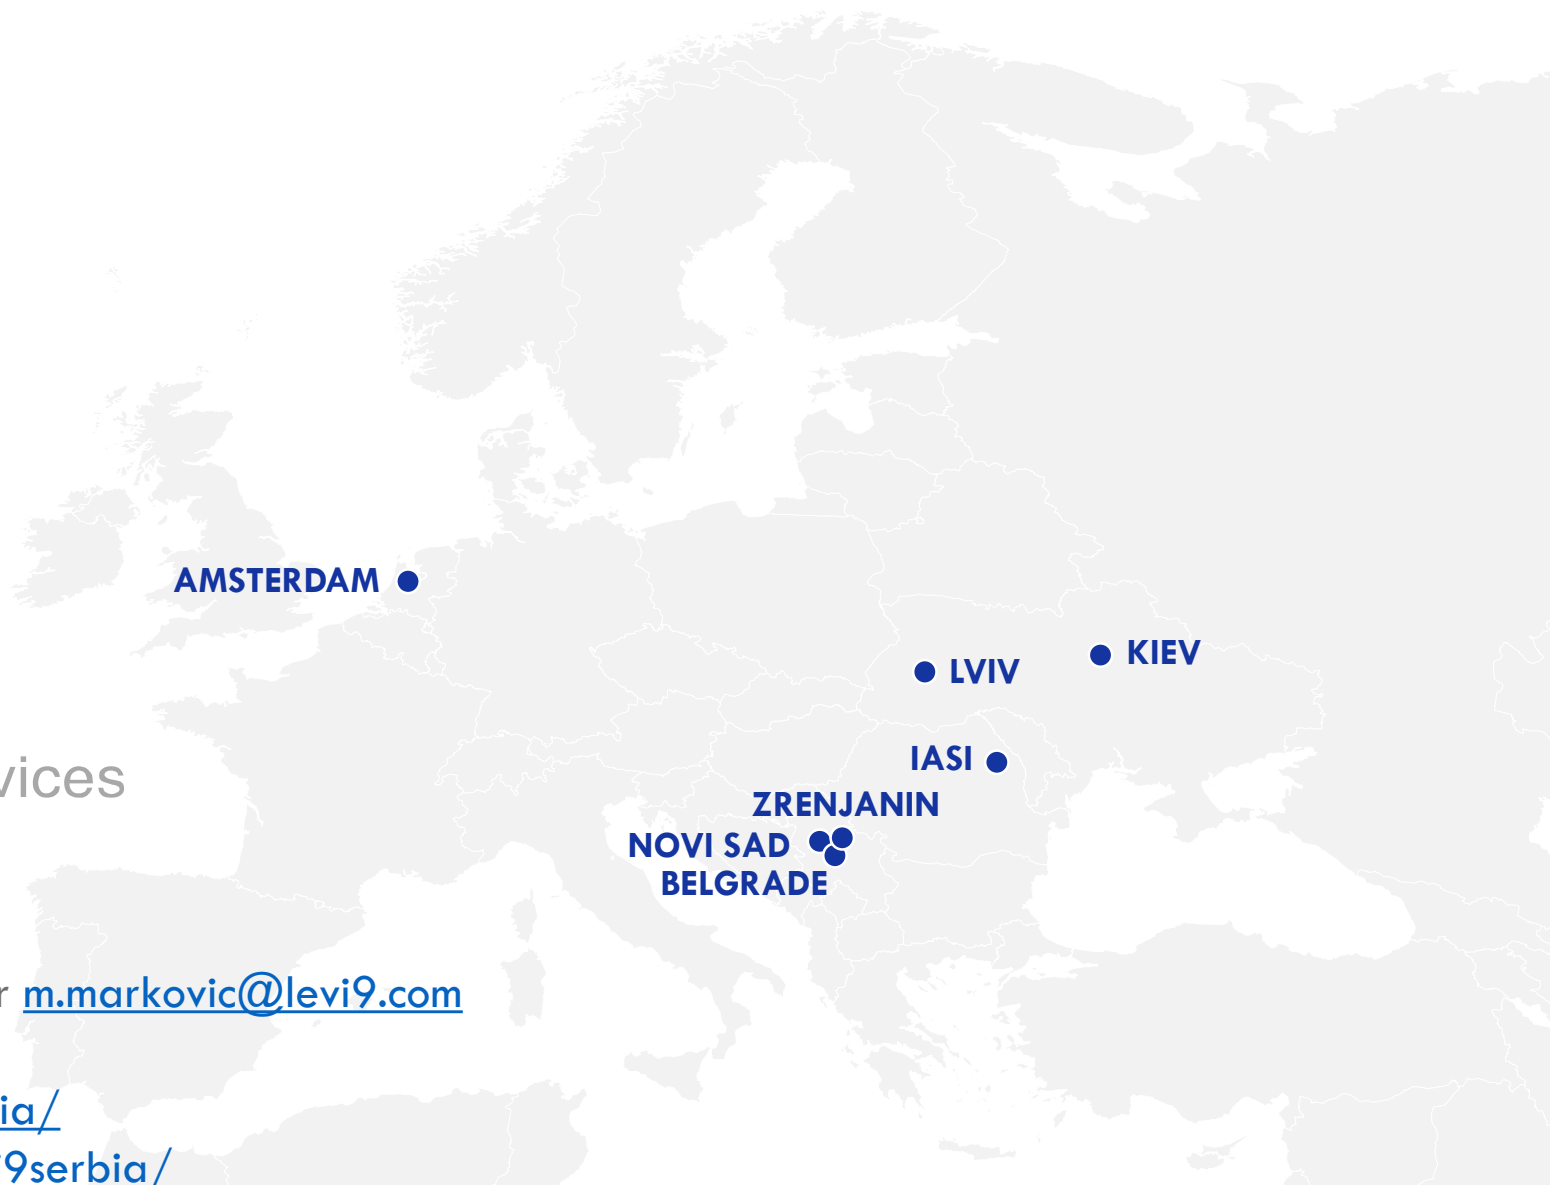 AMSTERDAM
KIEV
LVIV
IASI
vices
ZRENJANIN
NOVI SAD
BELGRADE
r m.markovic@levi9.com
ia/
9serbia/